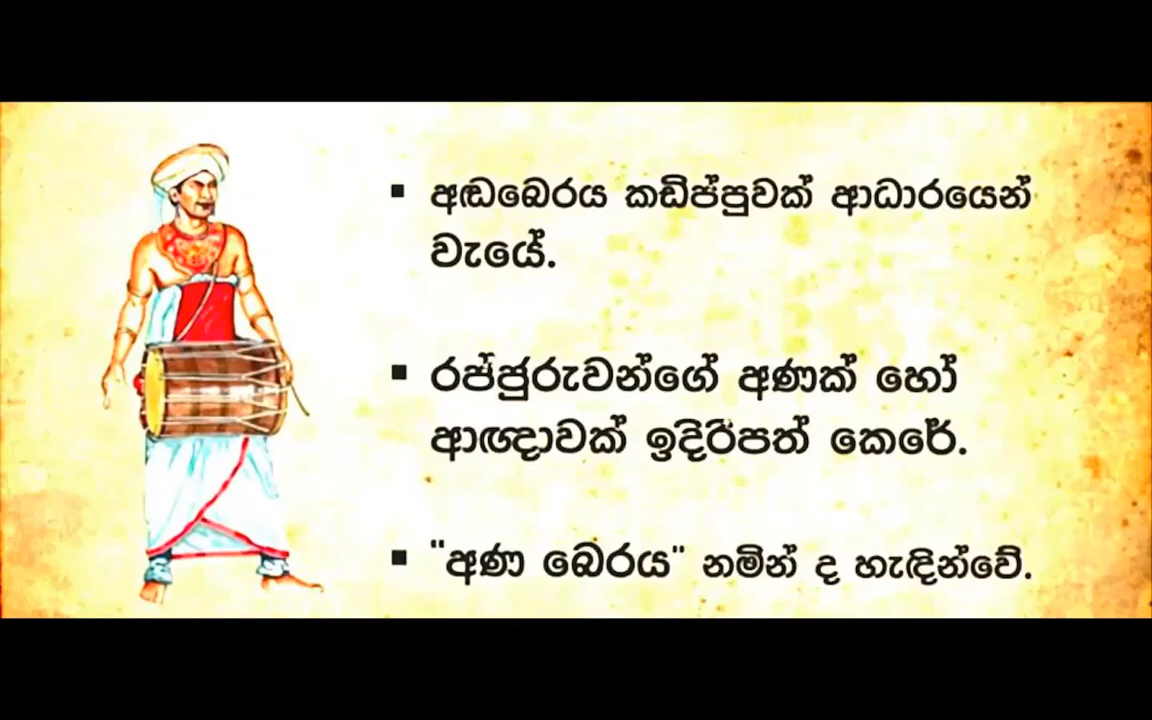 ▪ අඬබෙරය කඩිප්පුවක් ආධාරයෙන්
වැයේ.
▪ රජ්ජුරුවන්ගේ අණක් හෝ
ආඥාවක් ඉදිරිපත් කෙරේ.
▪ "අණ බෙරය" නමින් ද හැඳින්වේ.